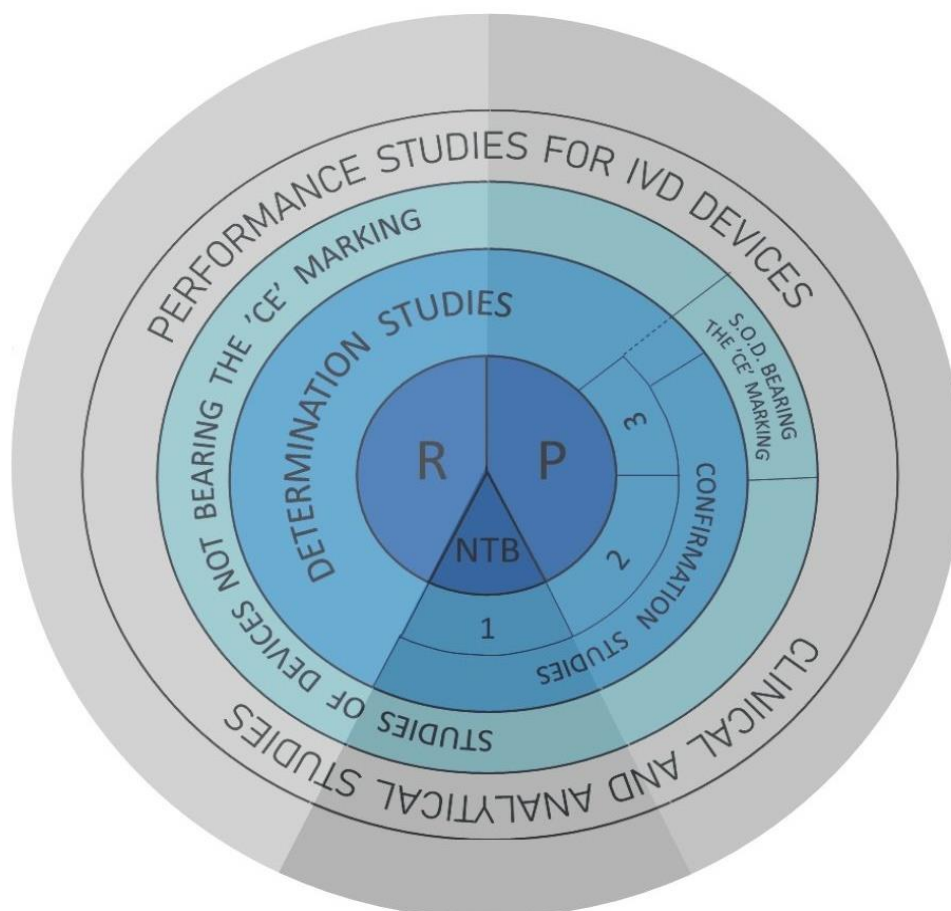 PERFORMANCE STUDIES FOR IVD DEVICES
CLINICAL AND ANALYTICAL STUDIES
STUDIES OF DEVICES NOT BEARING THE 'CE' MARKING
S.O.D. BEARING
THE 'CE' MARKING
DETERMINATION STUDIES
CONFIRMATION STUDIES
R
P
NTB
1
2
3